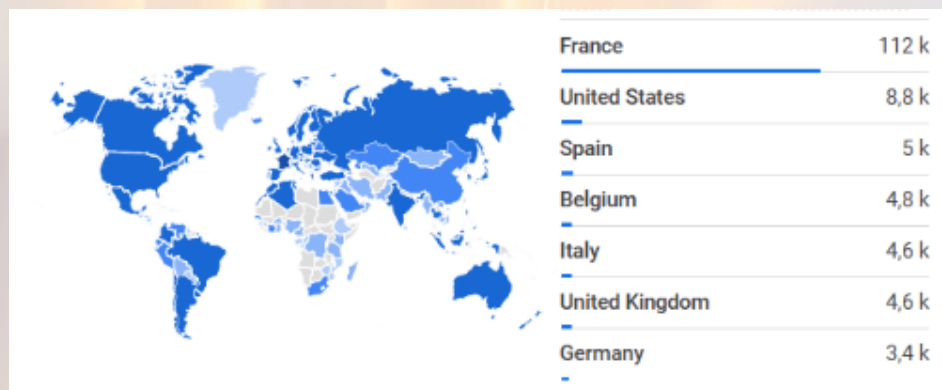 France 112 k
United States 8,8 k
Spain 5 k
Belgium 4,8 k
Italy 4,6 k
United Kingdom 4,6 k
Germany 3,4 k